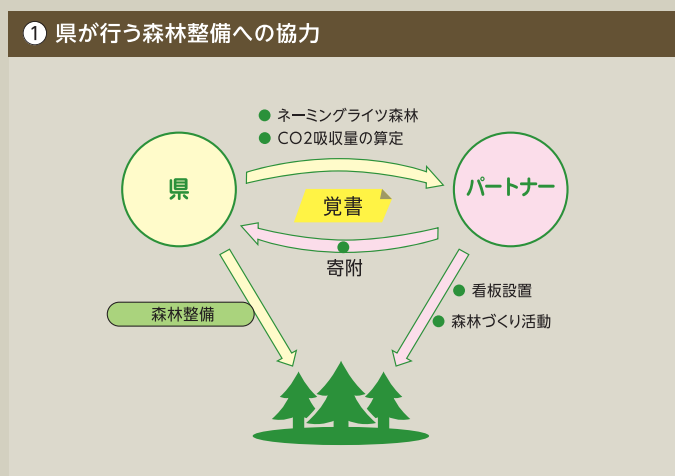 ① 県が行う森林整備への協力
● ネーミングライツ森林
● CO2吸収量の算定
県
パートナー
覚書
寄附
● 看板設置
森林整備
● 森林づくり活動